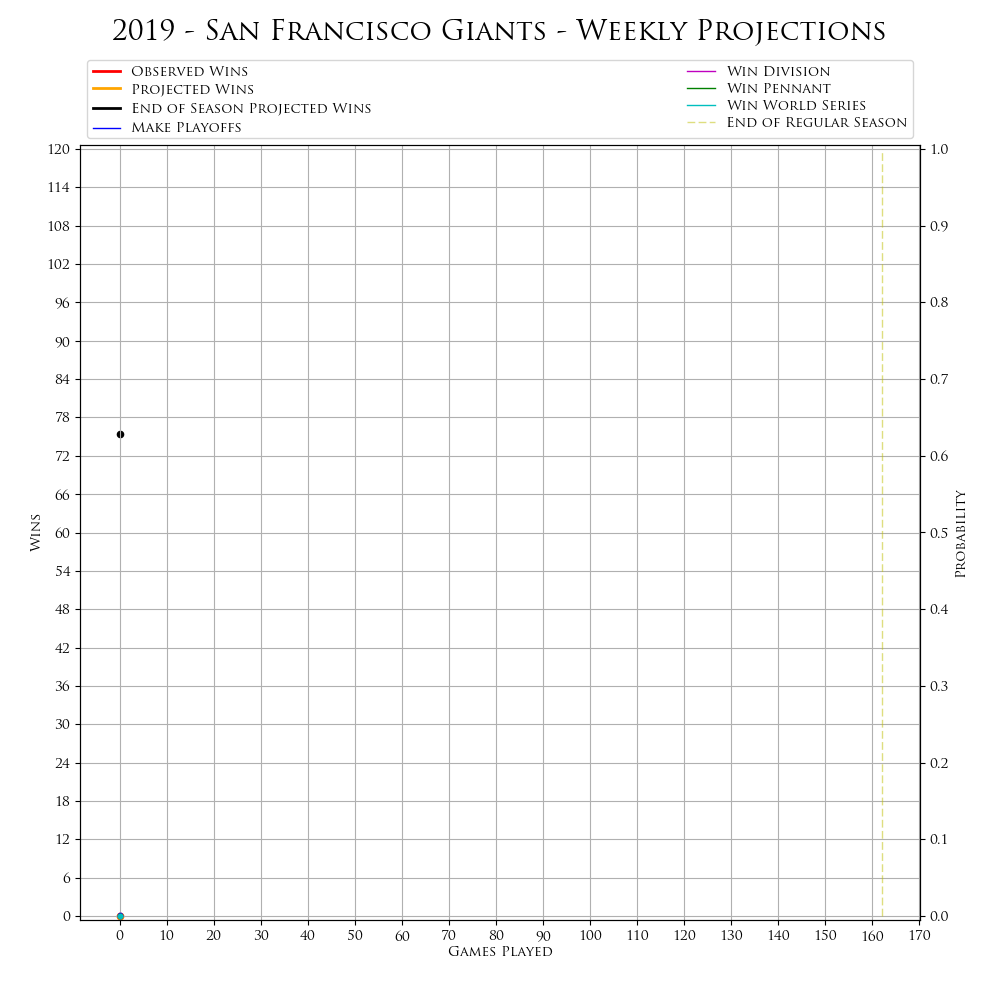 2019 - San Francisco Giants - Weekly Projections
Observed Wins
Projected Wins
End of Season Projected Wins
Make Playoffs
Win Division
Win Pennant
Win World Series
End of Regular Season
120
114
108
102
96
90
84
78
72
66
60
54
48
42
36
30
24
18
12
6
0
Wins
1.0
0.9
0.8
0.7
0.6
0.5
0.4
0.3
0.2
0.1
0.0
Probability
0 10 20 30 40 50 60 70 80 90 100 110 120 130 140 150 160 170
Games Played